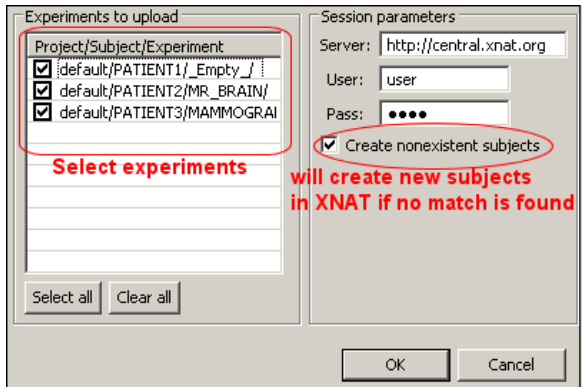 Experiments to upload
Project/Subject/Experiment
default/PATIENT1/_Empty_/
default/PATIENT2/MR_BRAIN/
default/PATIENT3/MAMMOGRAI
Select experiments
Select all
Clear all
Session parameters
Server: http://central.xnat.org
User: user
Pass: ●●●●
Create nonexistent subjects
will create new subjects
in XNAT if no match is found
OK
Cancel